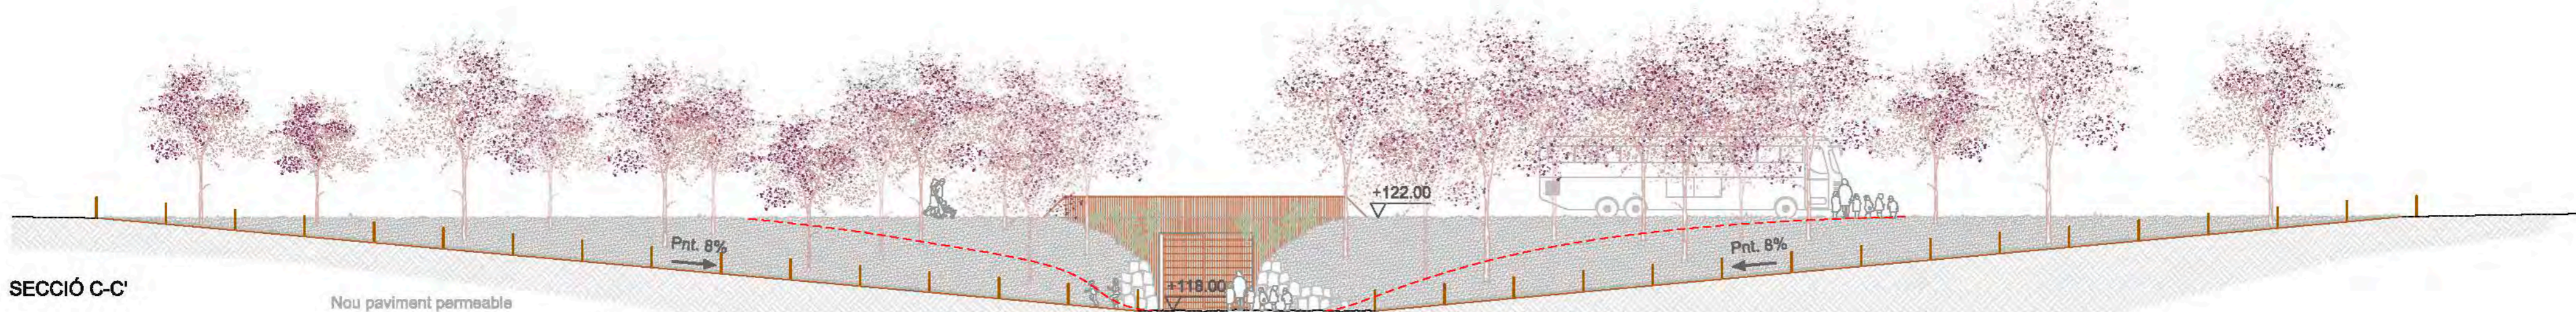 +122.00
Pnt. 8%
Pnt. 8%
+118.00
SECCIÓ C-C'
Nou paviment permeable